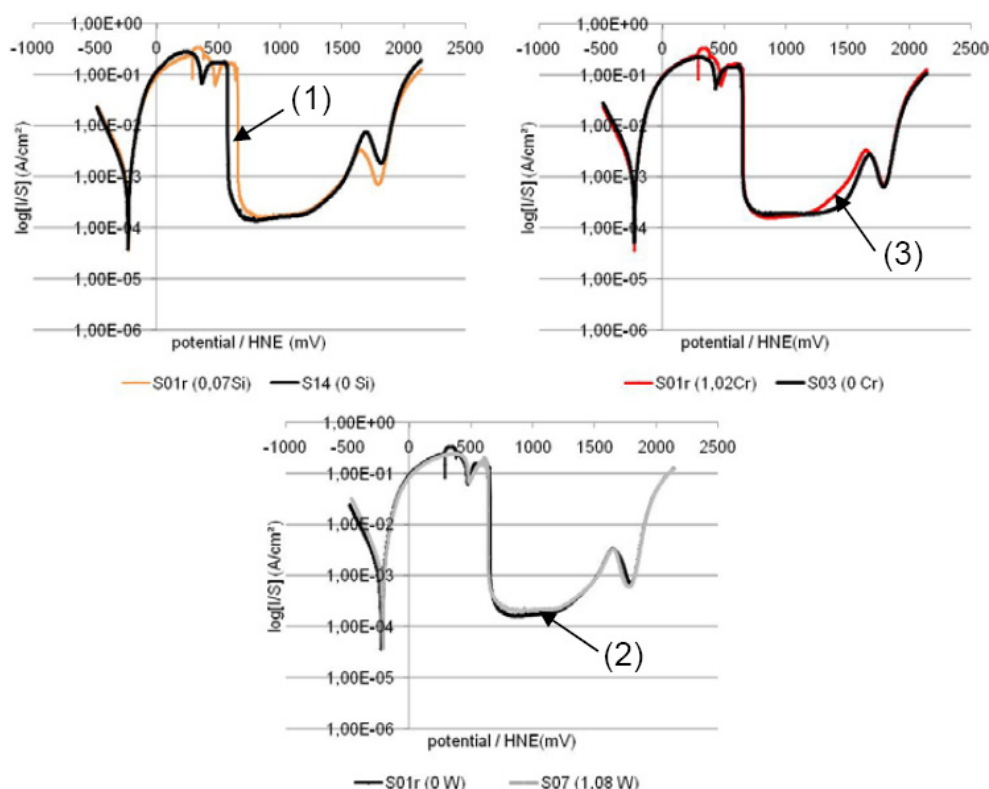 1,00E+00
-1000 -500 0 500 1000 1500 2000 2500
1,00E-01
(1)
1,00E-02
1,00E-03
1,00E-04
1,00E-05
1,00E-06
log[I/S] (A/cm²)
potential / HNE (mV)
S01r (0,07Si) S14 (0 Si)
1,00E+00
-1000 -500 0 500 1000 1500 2000 2500
1,00E-01
1,00E-02
1,00E-03
1,00E-04
(3)
1,00E-05
1,00E-06
log[I/S] (A/cm²)
potential / HNE(mV)
S01r (1,02Cr) S03 (0 Cr)
1,00E+00
-1000 -500 0 500 1000 1500 2000 2500
1,00E-01
1,00E-02
1,00E-03
1,00E-04
(2)
1,00E-05
1,00E-06
log[I/S] (A/cm²)
potential / HNE(mV)
S01r (0 W) S07 (1,08 W)